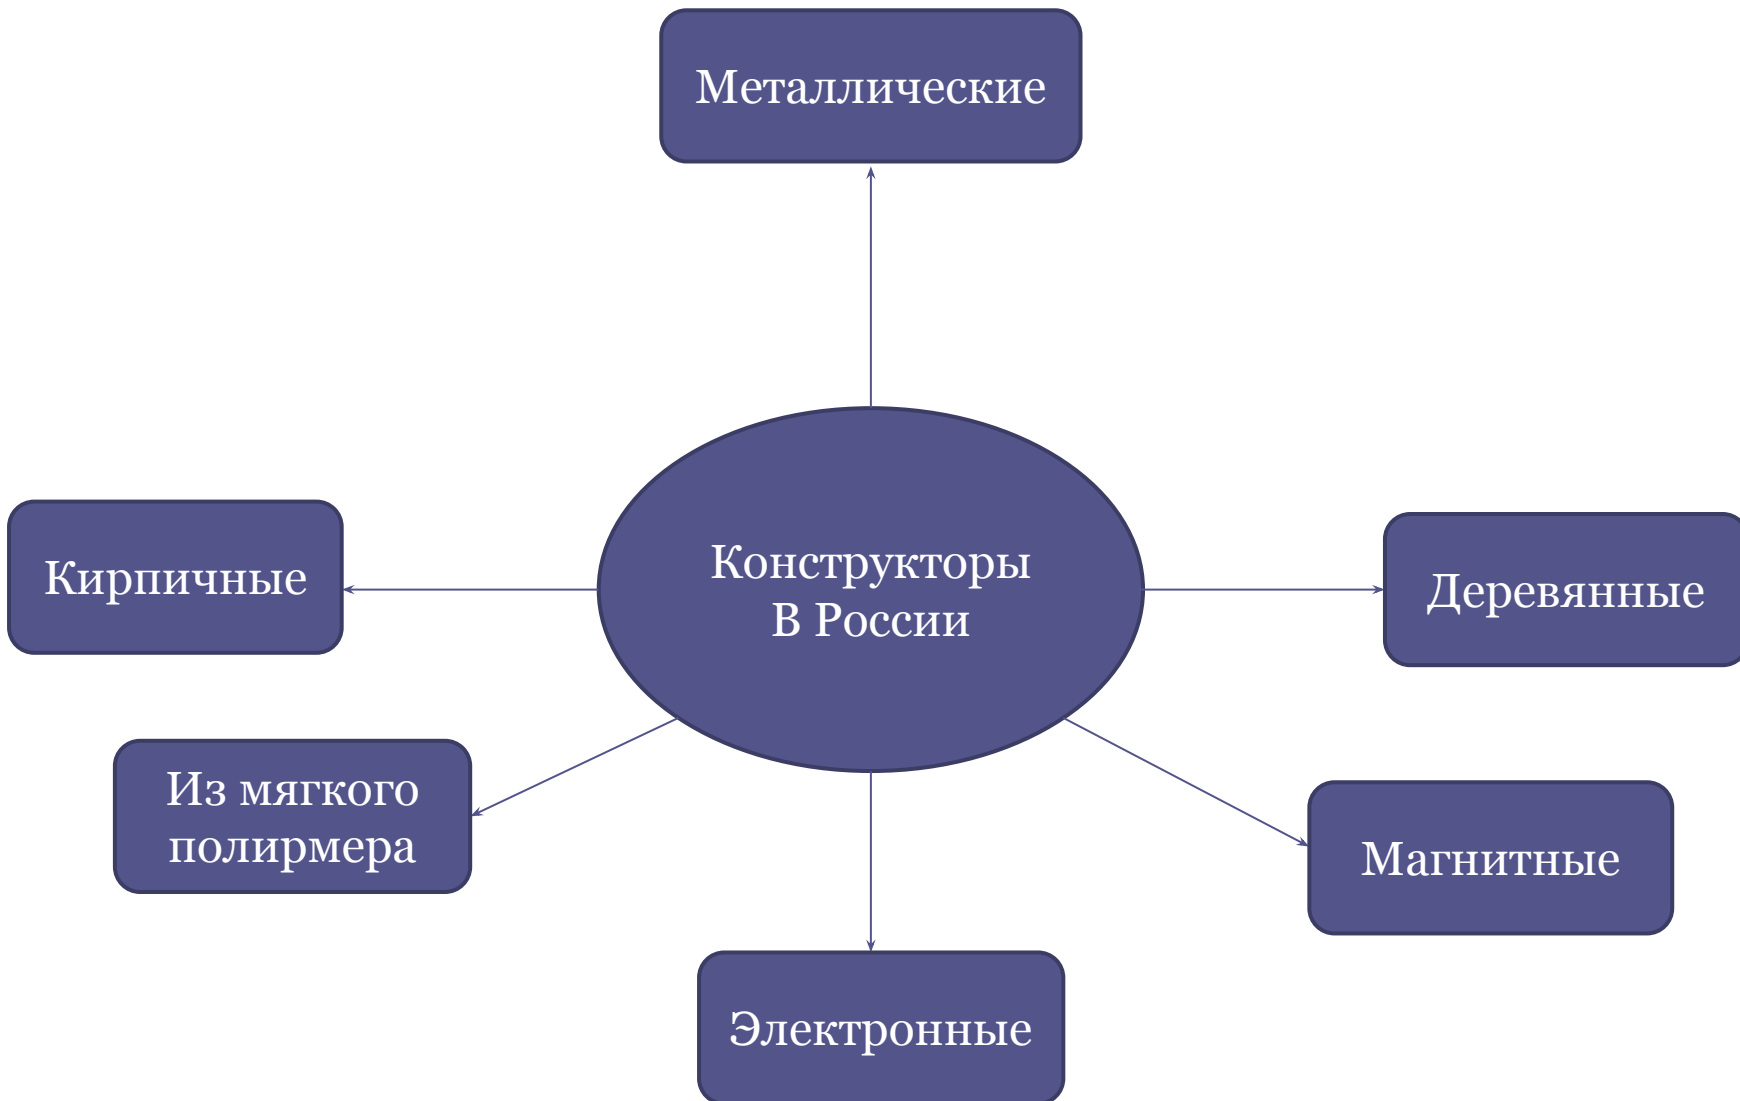 Металлические
Конструкторы
В России
Кирпичные
Деревянные
Из мягкого
полирмера
Магнитные
Электронные